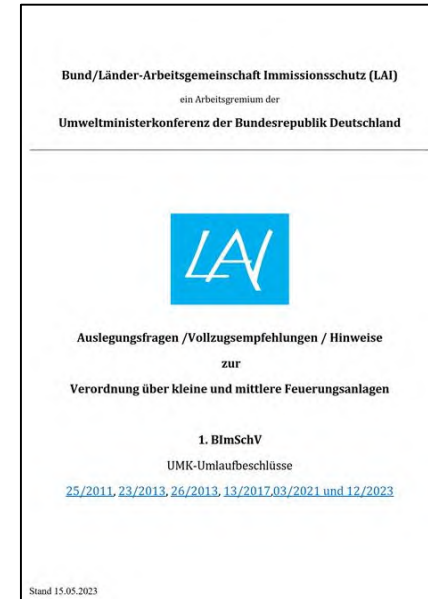 Bund/Länder-Arbeitsgemeinschaft Immissionsschutz (LAI)
ein Arbeitsgremium der
Umweltministerkonferenz der Bundesrepublik Deutschland
LAI
Auslegungsfragen /Vollzugsempfehlungen / Hinweise
zur
Verordnung über kleine und mittlere Feuerungsanlagen
1. BImSchV
UMK-Umlaufbeschlüsse
25/2011, 23/2013, 26/2013, 13/2017,03/2021 und 12/2023
Stand 15.05.2023